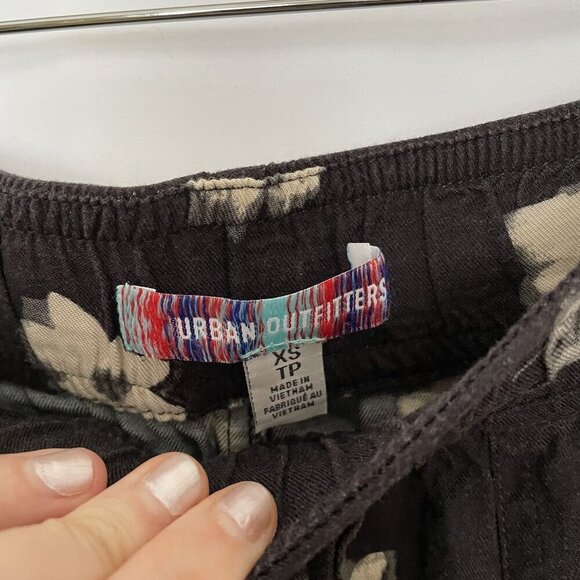 URBAN OUTFITTERS
XS
TP
MADE IN
VIETNAM
FABRIQUÉ AU
VIETNAM